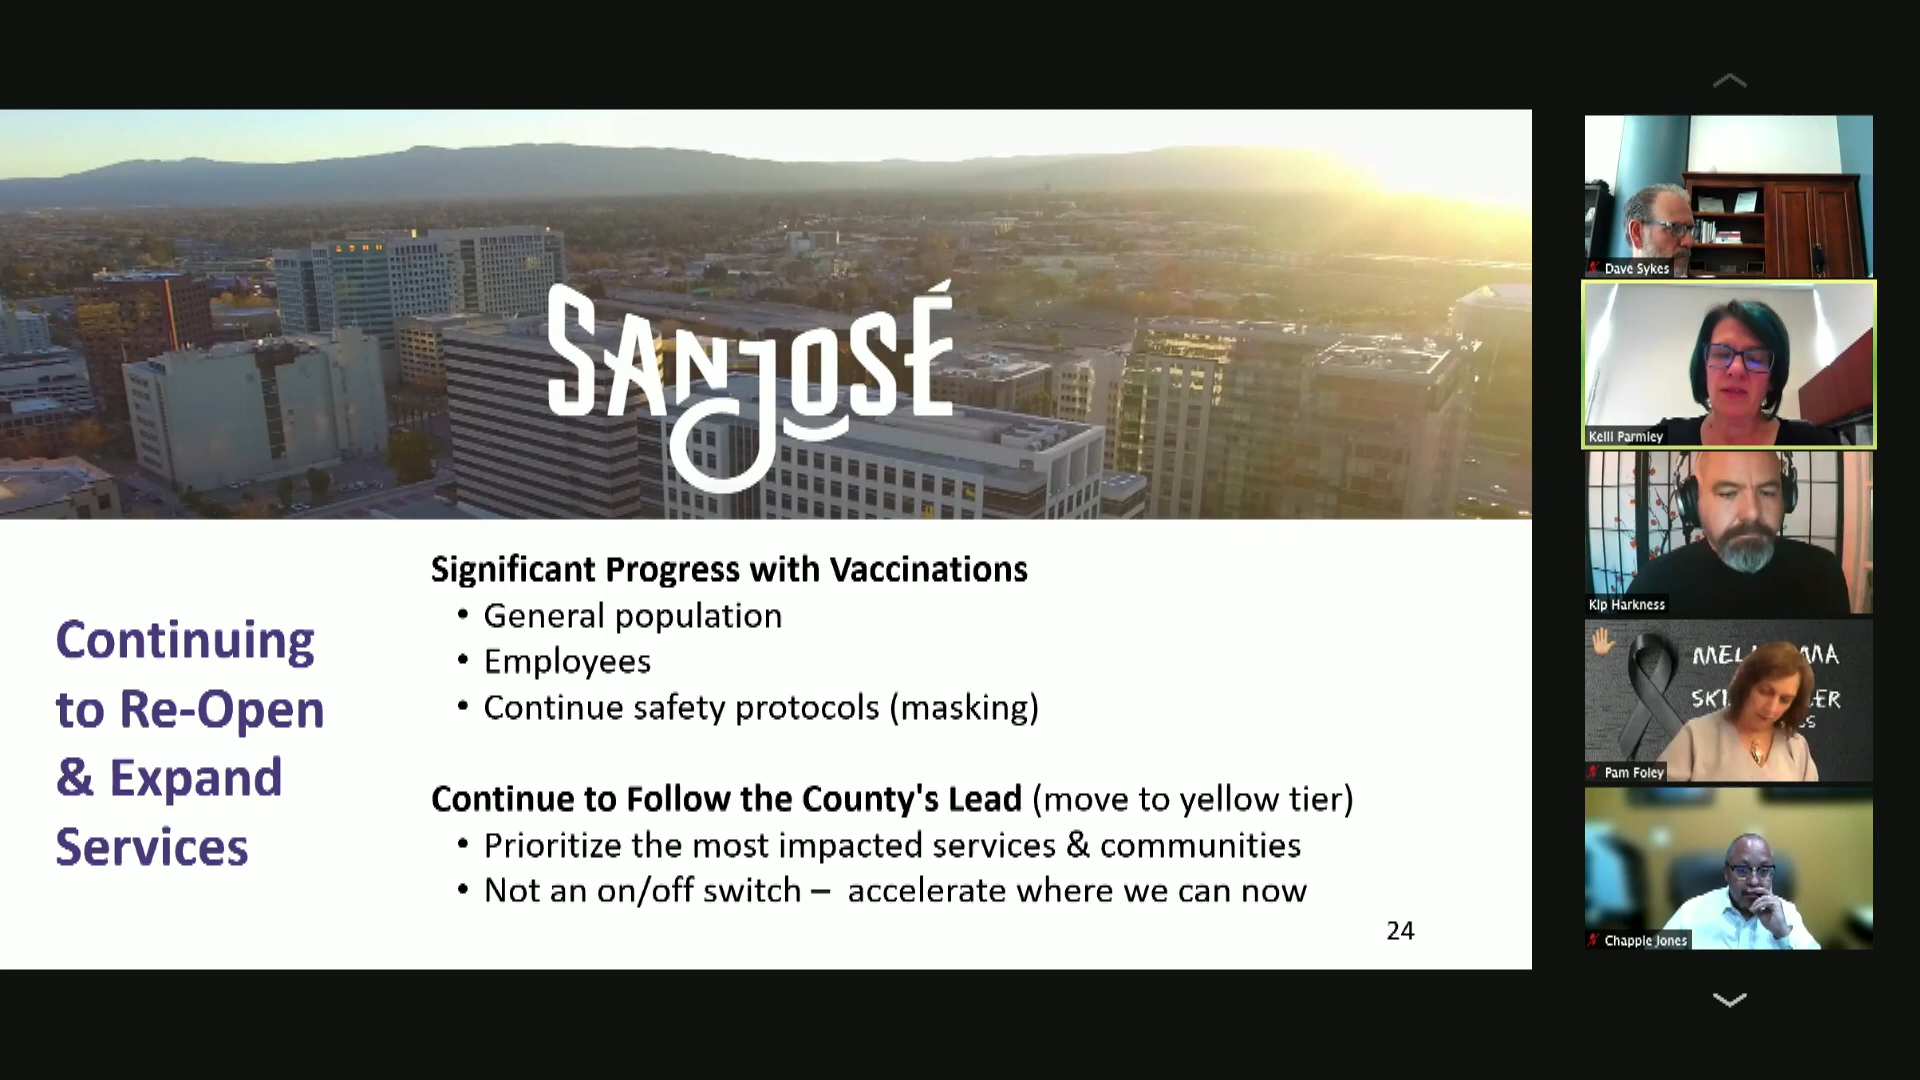 SAN JOSÉ
Continuing
to Re-Open
& Expand
Services
Significant Progress with Vaccinations
• General population
• Employees
• Continue safety protocols (masking)
Continue to Follow the County's Lead (move to yellow tier)
• Prioritize the most impacted services & communities
• Not an on/off switch – accelerate where we can now
24
Dave Sykes
Kelli Parmley
Kip Harkness
Pam Foley
Chappie Jones